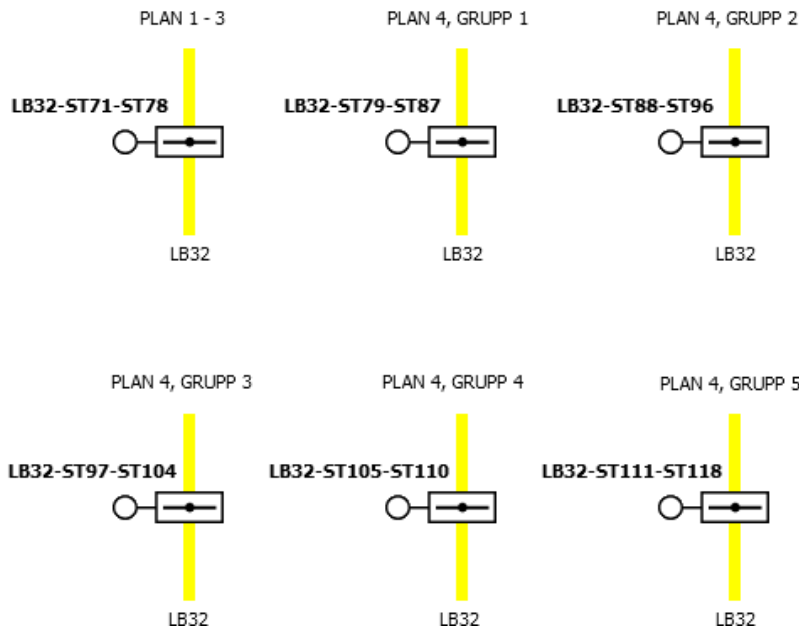 PLAN 1 - 3
PLAN 4, GRUPP 1
PLAN 4, GRUPP 2
LB32-ST71-ST78
LB32-ST79-ST87
LB32-ST88-ST96
LB32
LB32
LB32
PLAN 4, GRUPP 3
PLAN 4, GRUPP 4
PLAN 4, GRUPP 5
LB32-ST97-ST104
LB32-ST105-ST110
LB32-ST111-ST118
LB32
LB32
LB32